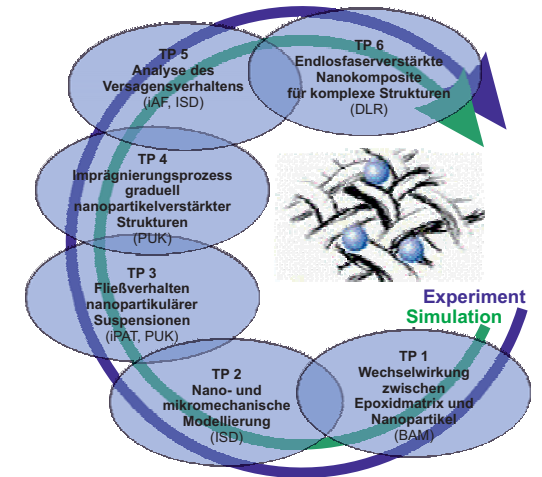 TP 5
Analyse des
Versagensverhaltens
(iAF, ISD)
TP 6
Endlosfaserverstärkte
Nanokomposite
für komplexe Strukturen
(DLR)
TP 4
Imprägnierungsprozess
graduell
nanopartikelverstärkter
Strukturen
(PUK)
TP 3
Fließverhalten
nanopartikulärer
Suspensionen
(iPAT, PUK)
Experiment
Simulation
TP 2
Nano- und
mikromechanische
Modellierung
(ISD)
TP 1
Wechselwirkung
zwischen
Epoxidmatrix und
Nanopartikel
(BAM)